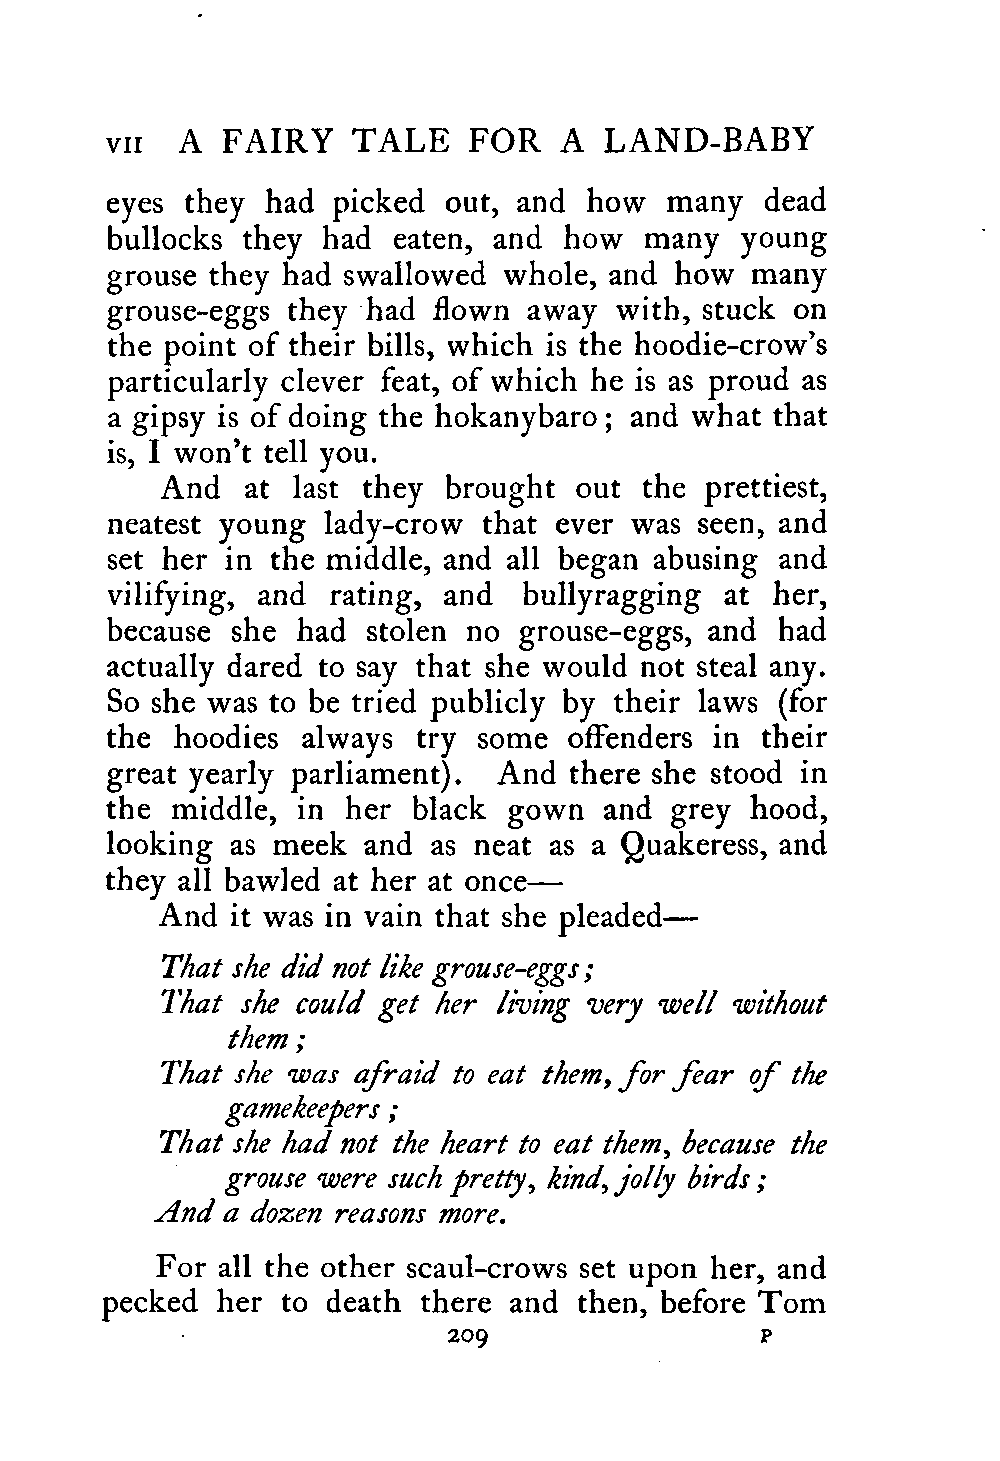 VII A FAIRY TALE FOR A LAND-BABY
eyes they had picked out, and how many dead
bullocks they had eaten, and how many young
grouse they had swallowed whole, and how many
grouse-eggs they had flown away with, stuck on
the point of their bills, which is the hoodie-crow's
particularly clever feat, of which he is as proud as
a gipsy is of doing the hokanybaro; and what that
is, I won't tell you.
And at last they brought out the prettiest,
neatest young lady-crow that ever was seen, and
set her in the middle, and all began abusing and
vilifying, and rating, and bullyragging at her,
because she had stolen no grouse-eggs, and had
actually dared to say that she would not steal any.
So she was to be tried publicly by their laws (for
the hoodies always try some offenders in their
great yearly parliament). And there she stood in
the middle, in her black gown and grey hood,
looking as meek and as neat as a Quakeress, and
they all bawled at her at once—
And it was in vain that she pleaded—
That she did not like grouse-eggs;
That she could get her living very well without
them;
That she was afraid to eat them, for fear of the
gamekeepers;
That she had not the heart to eat them, because the
grouse were such pretty, kind, jolly birds;
And a dozen reasons more.
For all the other scaul-crows set upon her, and
pecked her to death there and then, before Tom
209 P